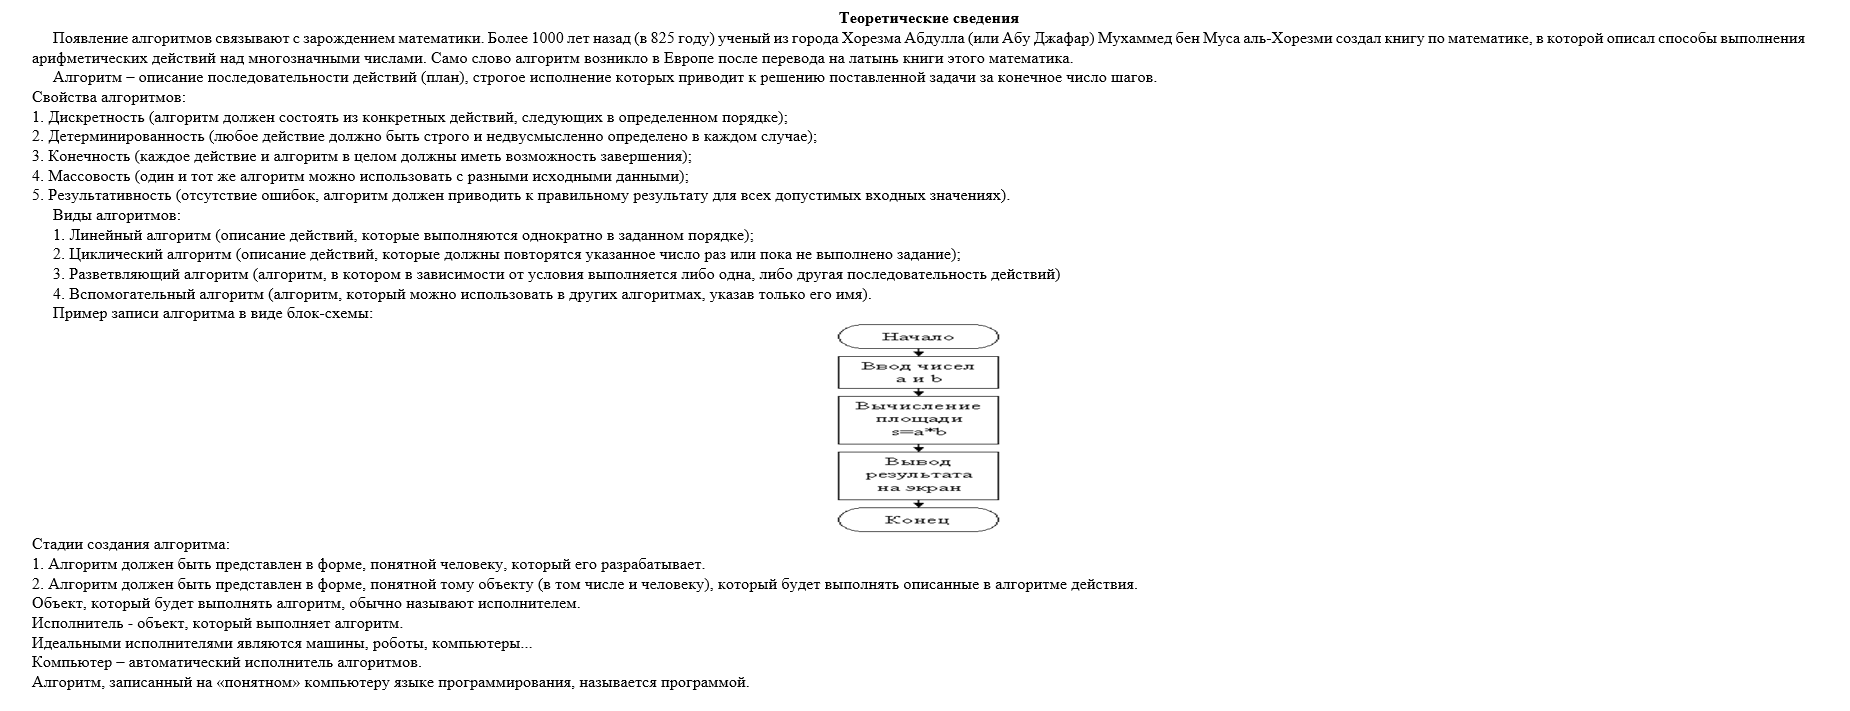 Теоретические сведения
Появление алгоритмов связывают с зарождением математики. Более 1000 лет назад (в 825 году) ученый из города Хорезма Абдулла (или Абу Джафар) Мухаммед бен Муса аль-Хорезми создал книгу по математике, в которой описал способы выполнения
арифметических действий над многозначными числами. Само слово алгоритм возникло в Европе после перевода на латынь книги этого математика.
Алгоритм – описание последовательности действий (план), строгое исполнение которых приводит к решению поставленной задачи за конечное число шагов.
Свойства алгоритмов:
1. Дискретность (алгоритм должен состоять из конкретных действий, следующих в определенном порядке);
2. Детерминированность (любое действие должно быть строго и недвусмысленно определено в каждом случае);
3. Конечность (каждое действие и алгоритм в целом должны иметь возможность завершения);
4. Массовость (один и тот же алгоритм можно использовать с разными исходными данными);
5. Результативность (отсутствие ошибок, алгоритм должен приводить к правильному результату для всех допустимых входных значениях).
Виды алгоритмов:
1. Линейный алгоритм (описание действий, которые выполняются однократно в заданном порядке);
2. Циклический алгоритм (описание действий, которые должны повторятся указанное число раз или пока не выполнено задание);
3. Разветвляющий алгоритм (алгоритм, в котором в зависимости от условия выполняется либо одна, либо другая последовательность действий)
4. Вспомогательный алгоритм (алгоритм, который можно использовать в других алгоритмах, указав только его имя).
Пример записи алгоритма в виде блок-схемы:
Начало
Ввод чисел
a и b
Вычисление
площади
s=a*b
Вывод
результата
на экран
Конец
Стадии создания алгоритма:
1. Алгоритм должен быть представлен в форме, понятной человеку, который его разрабатывает.
2. Алгоритм должен быть представлен в форме, понятной тому объекту (в том числе и человеку), который будет выполнять описанные в алгоритме действия.
Объект, который будет выполнять алгоритм, обычно называют исполнителем.
Исполнитель - объект, который выполняет алгоритм.
Идеальными исполнителями являются машины, роботы, компьютеры...
Компьютер – автоматический исполнитель алгоритмов.
Алгоритм, записанный на «понятном» компьютеру языке программирования, называется программой.